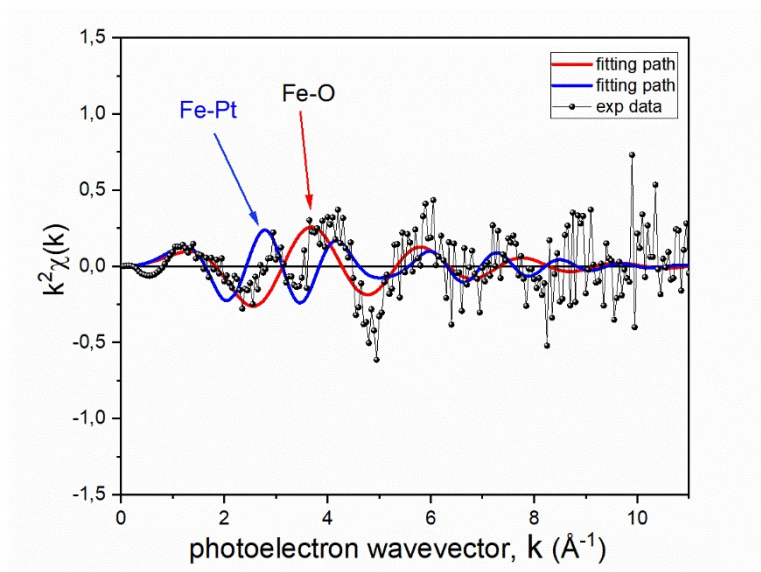 1,5
1,0
0,5
0,0
-0,5
-1,0
-1,5
k²χ(k)
fitting path
fitting path
exp data
Fe-O
Fe-Pt
0 2 4 6 8 10
photoelectron wavevector, k (Å⁻¹)